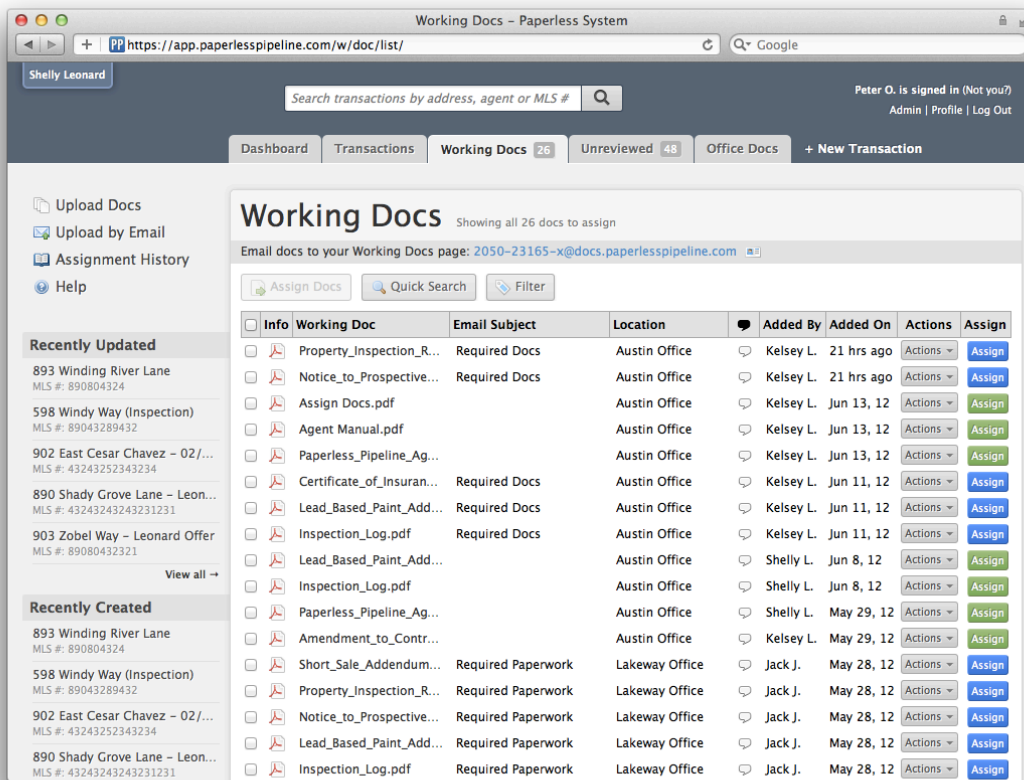 Working Docs – Paperless System
https://app.paperlesspipeline.com/w/doc/list/
Google
Shelly Leonard
Search transactions by address, agent or MLS #
Peter O. is signed in (Not you?)
Admin | Profile | Log Out
Dashboard
Transactions
Working Docs 26
Unreviewed 48
Office Docs
+ New Transaction
Upload Docs
Upload by Email
Assignment History
Help
Recently Updated
893 Winding River Lane
MLS #: 890804324
598 Windy Way (Inspection)
MLS #: 89043289432
902 East Cesar Chavez – 02/...
MLS #: 43243252343234
890 Shady Grove Lane – Leon...
MLS #: 43243243243231231
903 Zobel Way – Leonard Offer
MLS #: 89080432321
View all →
Recently Created
893 Winding River Lane
MLS #: 890804324
598 Windy Way (Inspection)
MLS #: 89043289432
902 East Cesar Chavez – 02/...
MLS #: 43243252343234
890 Shady Grove Lane – Leon...
MLS #: 43243243243231231
Working Docs Showing all 26 docs to assign
Email docs to your Working Docs page: 2050-23165-x@docs.paperlesspipeline.com
Assign Docs
Quick Search
Filter
Info Working Doc Email Subject Location Added By Added On Actions Assign
Property_Inspection_R... Required Docs Austin Office Kelsey L. 21 hrs ago Actions Assign
Notice_to_Prospective... Required Docs Austin Office Kelsey L. 21 hrs ago Actions Assign
Assign Docs.pdf Austin Office Kelsey L. Jun 13, 12 Actions Assign
Agent Manual.pdf Austin Office Kelsey L. Jun 13, 12 Actions Assign
Paperless_Pipeline_Ag... Austin Office Kelsey L. Jun 13, 12 Actions Assign
Certificate_of_Insuran... Required Docs Austin Office Kelsey L. Jun 11, 12 Actions Assign
Lead_Based_Paint_Add... Required Docs Austin Office Kelsey L. Jun 11, 12 Actions Assign
Inspection_Log.pdf Required Docs Austin Office Kelsey L. Jun 11, 12 Actions Assign
Lead_Based_Paint_Add... Austin Office Shelly L. Jun 8, 12 Actions Assign
Inspection_Log.pdf Austin Office Shelly L. Jun 8, 12 Actions Assign
Paperless_Pipeline_Ag... Austin Office Shelly L. May 29, 12 Actions Assign
Amendment_to_Contr... Austin Office Kelsey L. May 29, 12 Actions Assign
Short_Sale_Addendum... Required Paperwork Lakeway Office Jack J. May 28, 12 Actions Assign
Property_Inspection_R... Required Paperwork Lakeway Office Jack J. May 28, 12 Actions Assign
Notice_to_Prospective... Required Paperwork Lakeway Office Jack J. May 28, 12 Actions Assign
Lead_Based_Paint_Add... Required Paperwork Lakeway Office Jack J. May 28, 12 Actions Assign
Inspection_Log.pdf Required Paperwork Lakeway Office Jack J. May 28, 12 Actions Assign